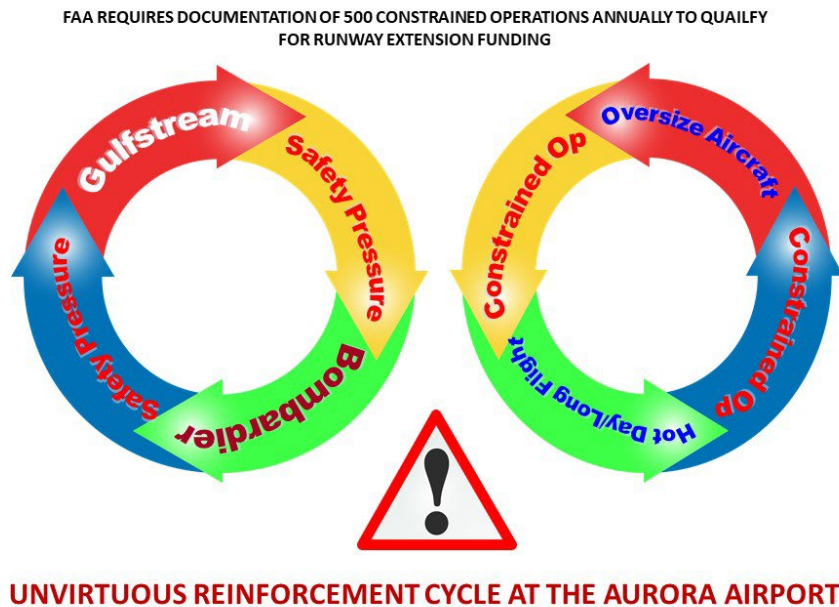 FAA REQUIRES DOCUMENTATION OF 500 CONSTRAINED OPERATIONS ANNUALLY TO QUAILFY
FOR RUNWAY EXTENSION FUNDING
Gulfstream
Safety Pressure
Bombardier
Safety Pressure
Oversize Aircraft
Constrained Op
Hot Day/Long Flight
Constrained Op
UNVIRTUOUS REINFORCEMENT CYCLE AT THE AURORA AIRPORT